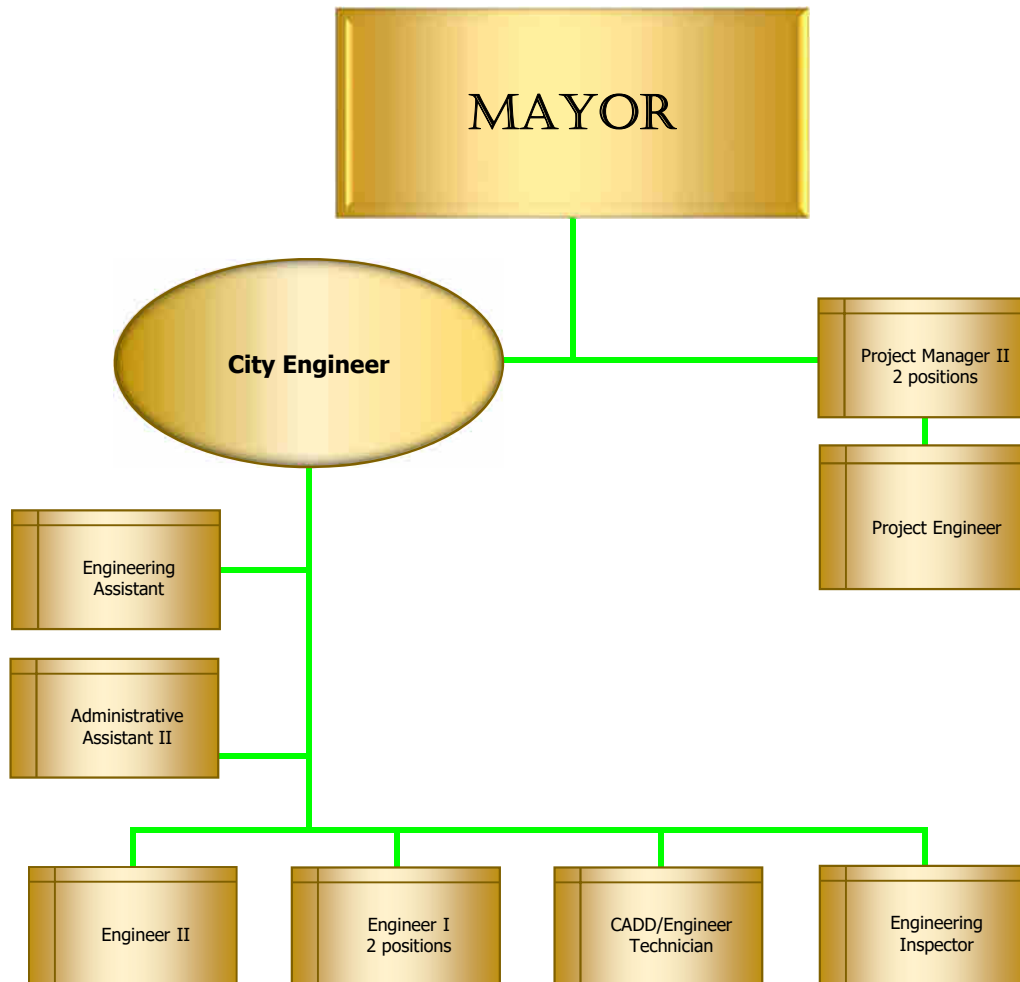 MAYOR
City Engineer
Project Manager II
2 positions
Project Engineer
Engineering
Assistant
Administrative
Assistant II
Engineer II
Engineer I
2 positions
CADD/Engineer
Technician
Engineering
Inspector